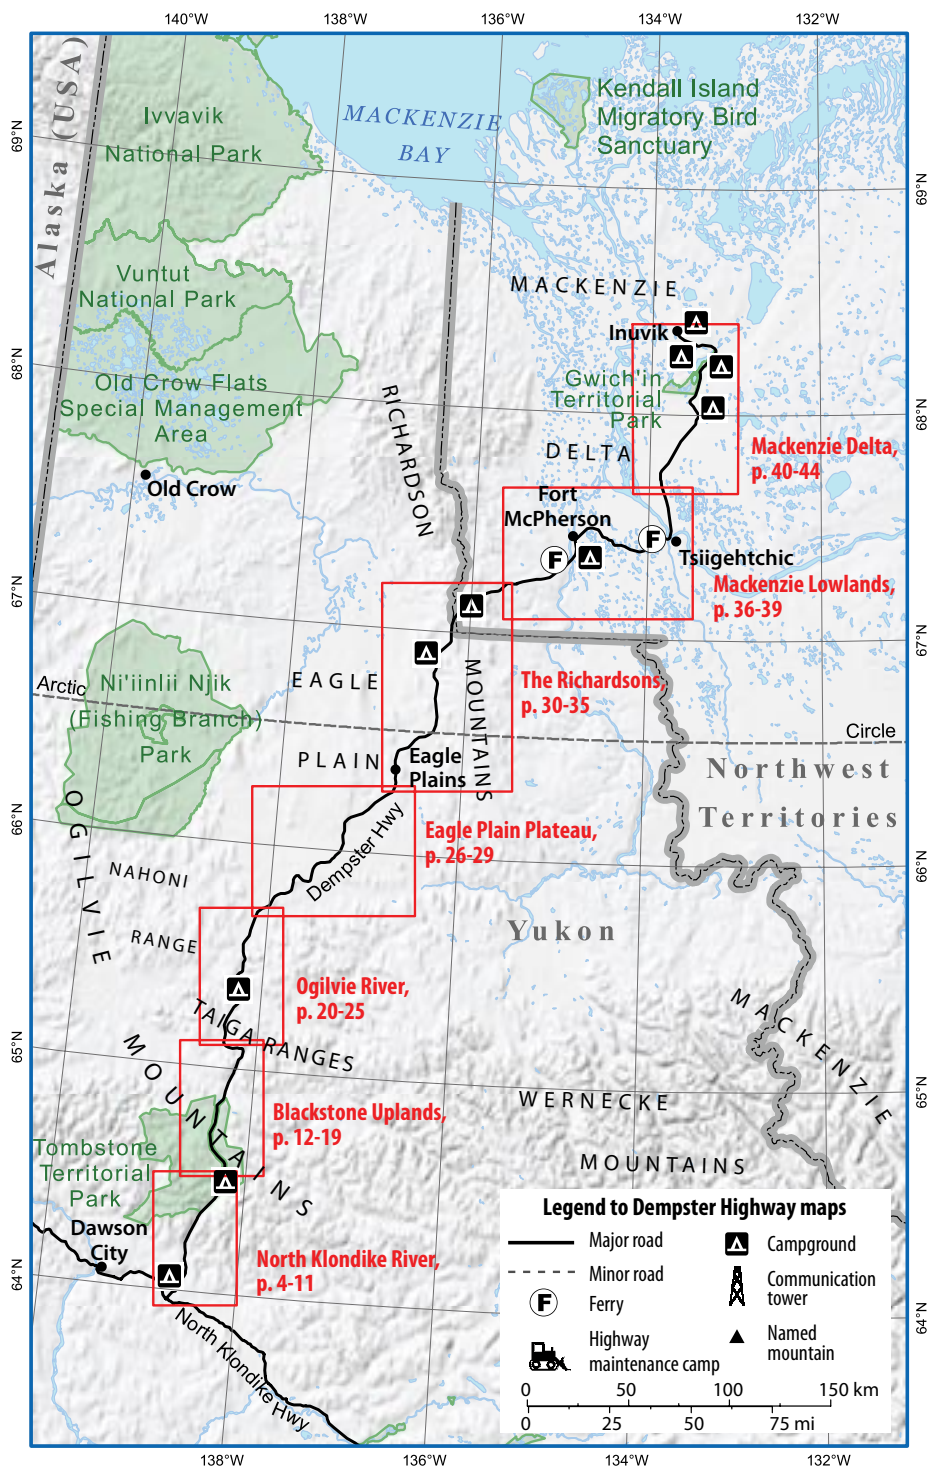 140°W
138°W
136°W
134°W
132°W
69°N
Alaska (USA)
Ivvavik
National Park
MACKENZIE
BAY
Kendall Island
Migratory Bird
Sanctuary
69°N
Vuntut
National Park
MACKENZIE
Inuvik
68°N
Old Crow Flats
Special Management
Area
RICHARDSON
Gwich'in
Territorial
Park
68°N
DELTA
Mackenzie Delta,
p. 40-44
Old Crow
Fort
McPherson
F
F
Tsiigehtchic
67°N
Mackenzie Lowlands,
p. 36-39
67°N
Arctic
Ni'iinlii Njik
(Fishing Branch)
Park
EAGLE
MOUNTAINS
The Richardsons,
p. 30-35
Circle
PLAIN
Eagle
Plains
Northwest
Territories
66°N
OGILVIE
Dempster Hwy
Eagle Plain Plateau,
p. 26-29
66°N
NAHONI
RANGE
Yukon
Ogilvie River,
p. 20-25
TAIGA RANGES
MACKENZIE
65°N
MOUNTAINS
Blackstone Uplands,
p. 12-19
WERNECKE
MOUNTAINS
65°N
Tombstone
Territorial
Park
Dawson
City
North Klondike River,
p. 4-11
64°N
North Klondike Hwy
64°N
Legend to Dempster Highway maps
Major road
Campground
Minor road
Communication
tower
F
Ferry
Highway
maintenance camp
Named
mountain
0 50 100 150 km
0 25 50 75 mi
138°W
136°W
134°W
132°W